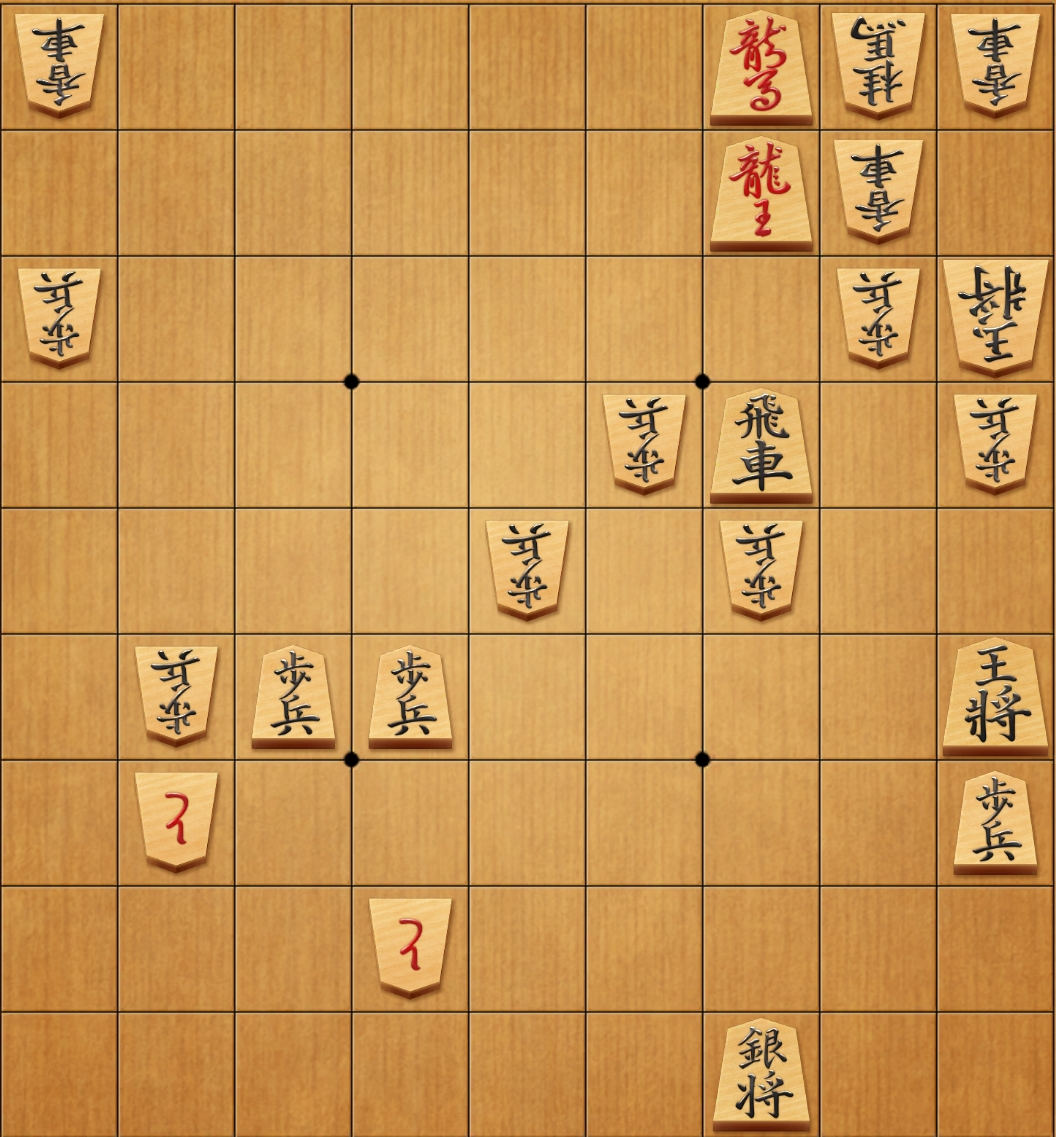 香車 龍馬 桂馬 香車
龍王 香車
歩兵 歩兵 玉将
歩兵 飛車 歩兵
歩兵 歩兵
歩兵 歩兵 歩兵 王将
と 歩兵
と
銀将